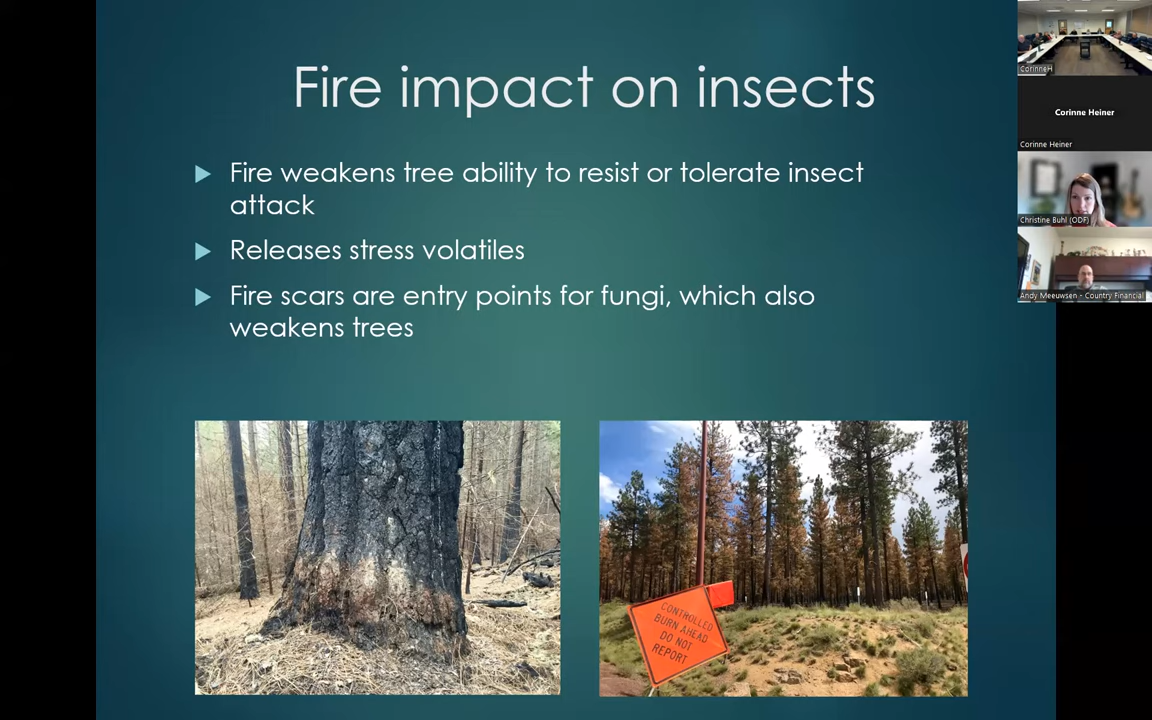 Fire impact on insects
Fire weakens tree ability to resist or tolerate insect
attack
Releases stress volatiles
Fire scars are entry points for fungi, which also
weakens trees
CONTROLLED
BURN AHEAD
DO NOT
REPORT
CorinneH
Corinne Heiner
Corinne Heiner
Christine Buhl (ODF)
Andy Meeuwsen - Country Financial